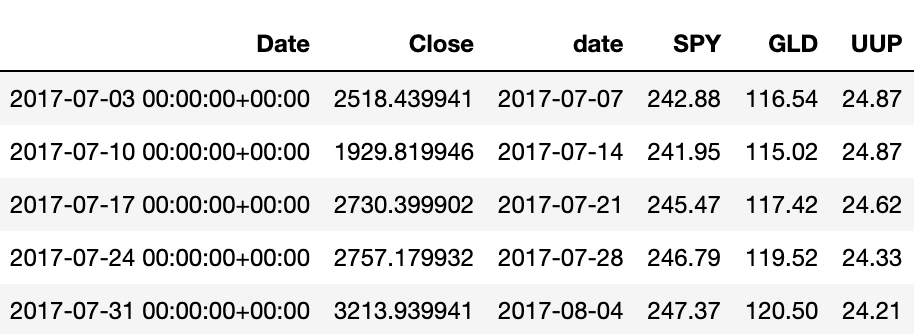 Date Close date SPY GLD UUP
2017-07-03 00:00:00+00:00 2518.439941 2017-07-07 242.88 116.54 24.87
2017-07-10 00:00:00+00:00 1929.819946 2017-07-14 241.95 115.02 24.87
2017-07-17 00:00:00+00:00 2730.399902 2017-07-21 245.47 117.42 24.62
2017-07-24 00:00:00+00:00 2757.179932 2017-07-28 246.79 119.52 24.33
2017-07-31 00:00:00+00:00 3213.939941 2017-08-04 247.37 120.50 24.21